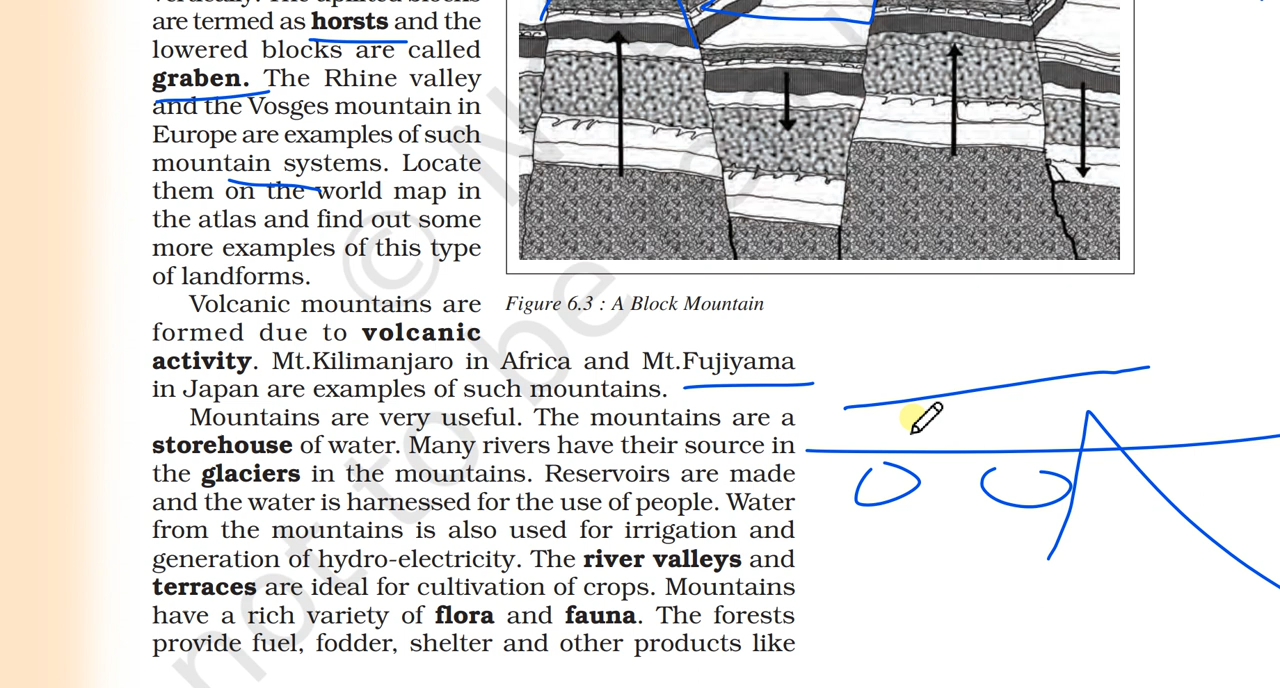 are termed as horsts and the
lowered blocks are called
graben. The Rhine valley
and the Vosges mountain in
Europe are examples of such
mountain systems. Locate
them on the world map in
the atlas and find out some
more examples of this type
of landforms.
Volcanic mountains are
formed due to volcanic
Figure 6.3 : A Block Mountain
activity. Mt.Kilimanjaro in Africa and Mt.Fujiyama
in Japan are examples of such mountains.
Mountains are very useful. The mountains are a
storehouse of water. Many rivers have their source in
the glaciers in the mountains. Reservoirs are made
and the water is harnessed for the use of people. Water
from the mountains is also used for irrigation and
generation of hydro-electricity. The river valleys and
terraces are ideal for cultivation of crops. Mountains
have a rich variety of flora and fauna. The forests
provide fuel, fodder, shelter and other products like
© N
not to be